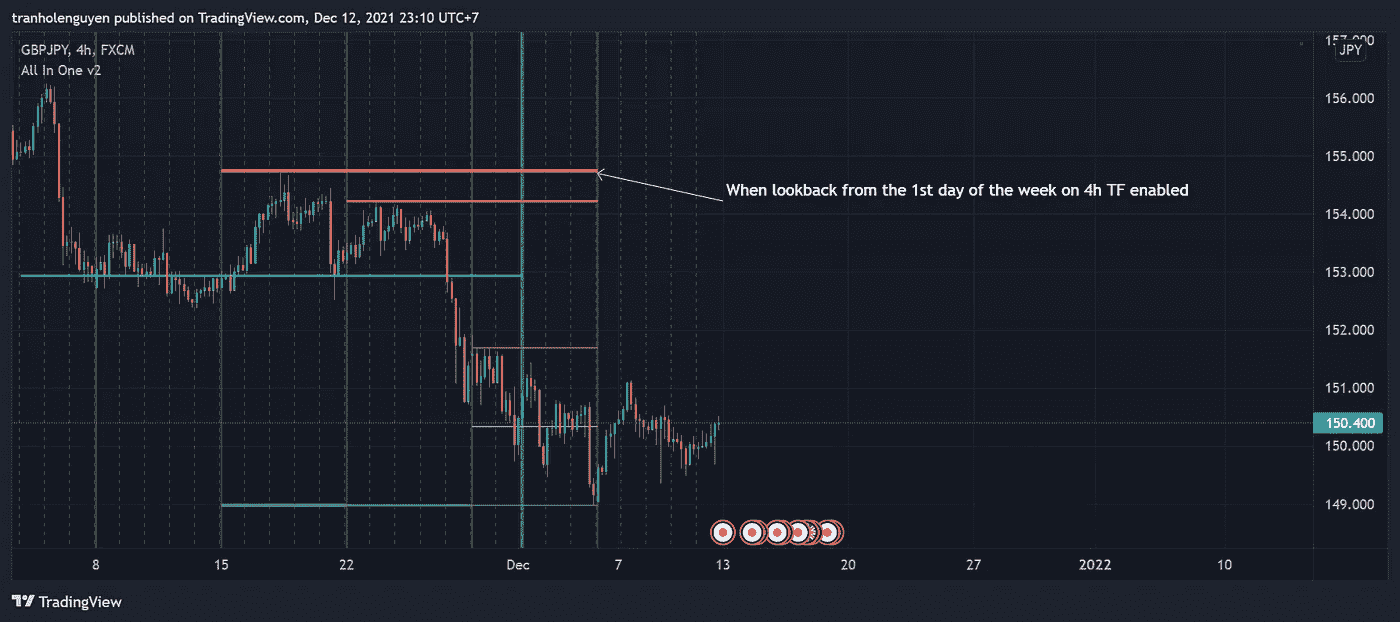 tranholenguyen published on TradingView.com, Dec 12, 2021 23:10 UTC+7
GBPJPY, 4h, FXCM
All In One v2
157.000
JPY
156.000
155.000
When lookback from the 1st day of the week on 4h TF enabled
154.000
153.000
152.000
151.000
150.400
150.000
149.000
8 15 22 Dec 7 13 20 27 2022 10
TradingView